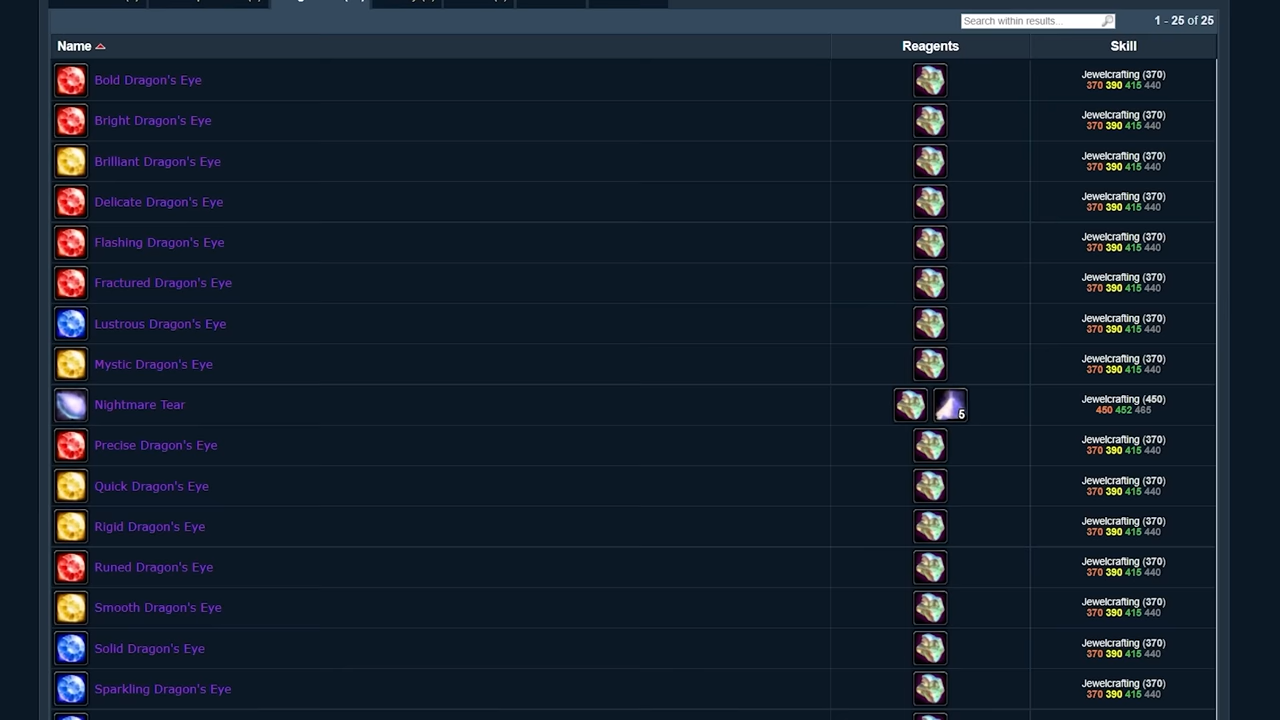 Search within results...
1 - 25 of 25
Name Reagents Skill
Bold Dragon's Eye Jewelcrafting (370)
370 390 415 440
Bright Dragon's Eye Jewelcrafting (370)
370 390 415 440
Brilliant Dragon's Eye Jewelcrafting (370)
370 390 415 440
Delicate Dragon's Eye Jewelcrafting (370)
370 390 415 440
Flashing Dragon's Eye Jewelcrafting (370)
370 390 415 440
Fractured Dragon's Eye Jewelcrafting (370)
370 390 415 440
Lustrous Dragon's Eye Jewelcrafting (370)
370 390 415 440
Mystic Dragon's Eye Jewelcrafting (370)
370 390 415 440
Nightmare Tear 5 Jewelcrafting (450)
450 452 465
Precise Dragon's Eye Jewelcrafting (370)
370 390 415 440
Quick Dragon's Eye Jewelcrafting (370)
370 390 415 440
Rigid Dragon's Eye Jewelcrafting (370)
370 390 415 440
Runed Dragon's Eye Jewelcrafting (370)
370 390 415 440
Smooth Dragon's Eye Jewelcrafting (370)
370 390 415 440
Solid Dragon's Eye Jewelcrafting (370)
370 390 415 440
Sparkling Dragon's Eye Jewelcrafting (370)
370 390 415 440